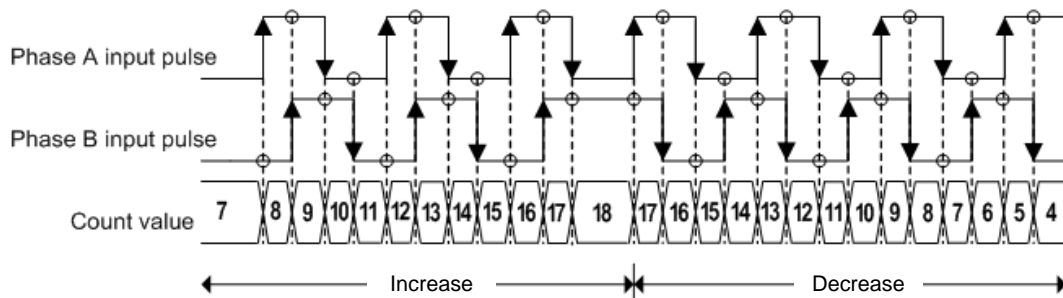 Phase A input pulse
Phase B input pulse
Count value 7 8 9 10 11 12 13 14 15 16 17 18 17 16 15 14 13 12 11 10 9 8 7 6 5 4
Increase Decrease